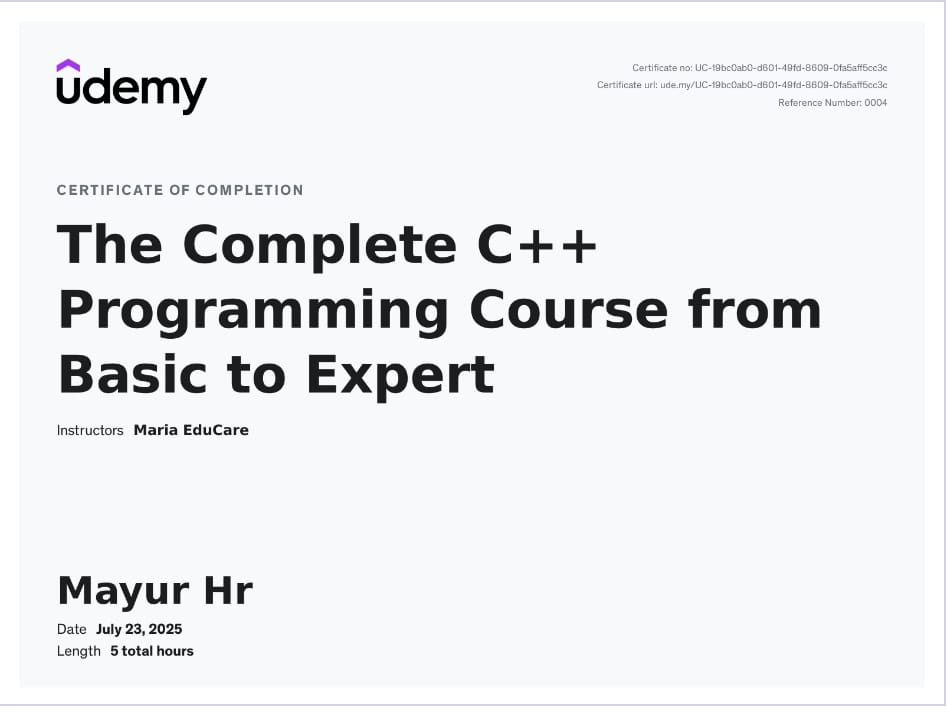 udemy
Certificate no: UC-19bc0ab0-d601-49fd-8609-0fa5aff5cc3c
Certificate url: ude.my/UC-19bc0ab0-d601-49fd-8609-0fa5aff5cc3c
Reference Number: 0004
CERTIFICATE OF COMPLETION
The Complete C++
Programming Course from
Basic to Expert
Instructors Maria EduCare
Mayur Hr
Date July 23, 2025
Length 5 total hours